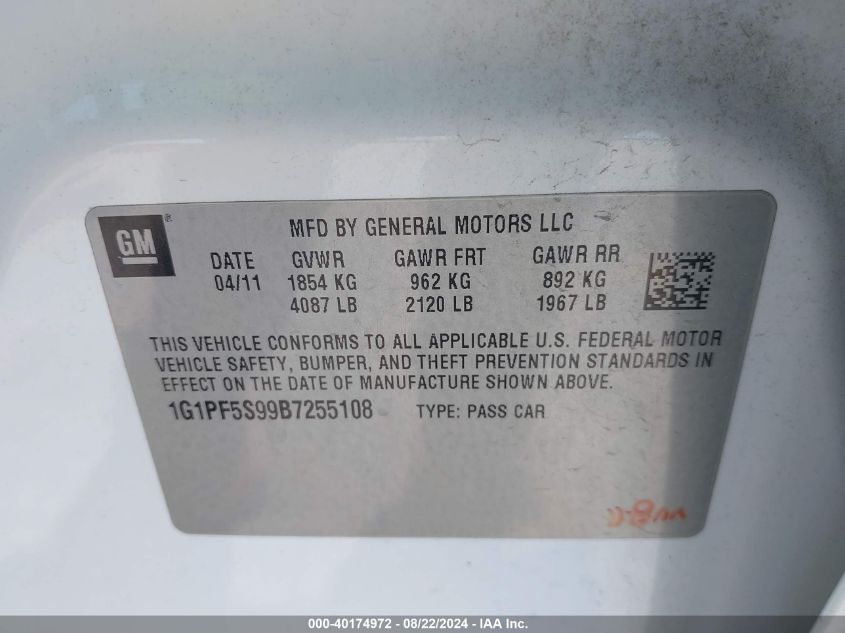 GM®
MFD BY GENERAL MOTORS LLC
DATE GVWR GAWR FRT GAWR RR
04/11 1854 KG 962 KG 892 KG
4087 LB 2120 LB 1967 LB
THIS VEHICLE CONFORMS TO ALL APPLICABLE U.S. FEDERAL MOTOR
VEHICLE SAFETY, BUMPER, AND THEFT PREVENTION STANDARDS IN
EFFECT ON THE DATE OF MANUFACTURE SHOWN ABOVE.
1G1PF5S99B7255108 TYPE: PASS CAR
000-40174972 - 08/22/2024 - IAA Inc.